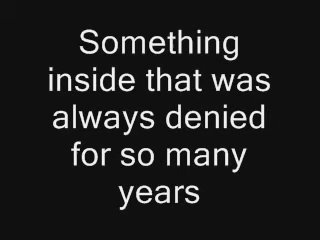 Something
inside that was
always denied
for so many
years